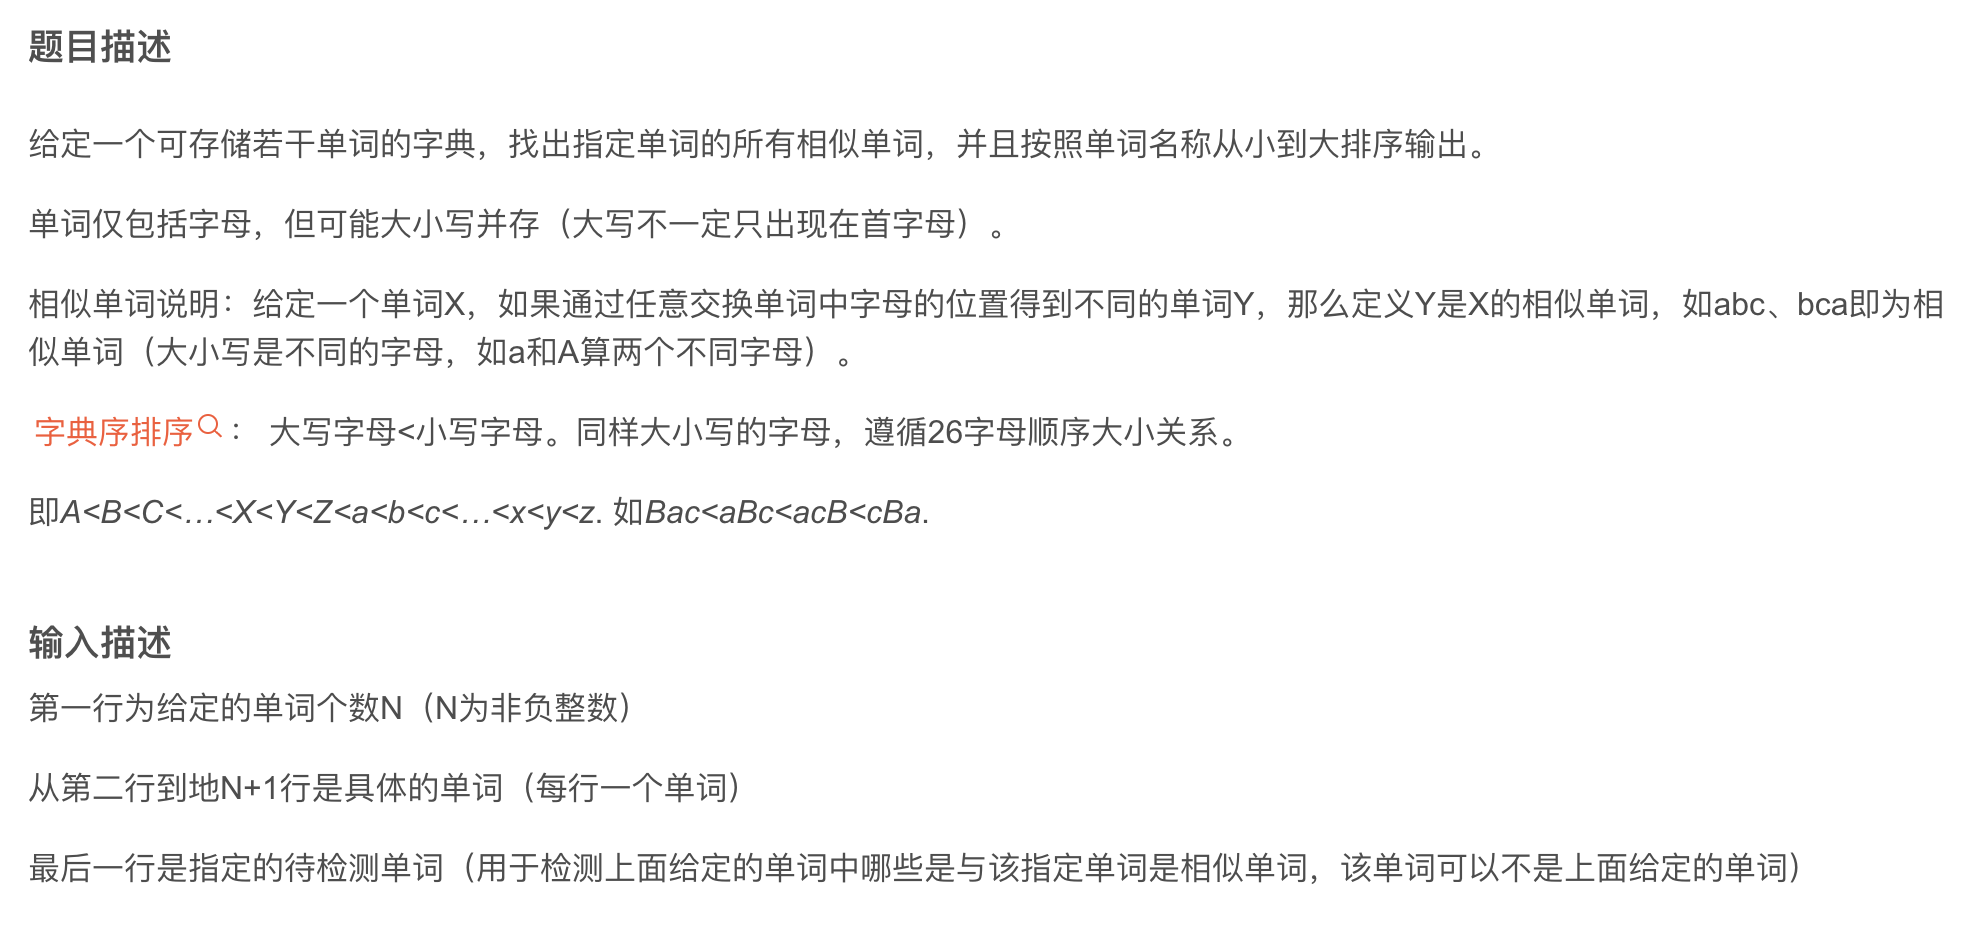 题目描述
给定一个可存储若干单词的字典，找出指定单词的所有相似单词，并且按照单词名称从小到大排序输出。
单词仅包括字母，但可能大小写并存（大写不一定只出现在首字母）。
相似单词说明：给定一个单词X，如果通过任意交换单词中字母的位置得到不同的单词Y，那么定义Y是X的相似单词，如abc、bca即为相
似单词（大小写是不同的字母，如a和A算两个不同字母）。
字典序排序： 大写字母<小写字母。同样大小写的字母，遵循26字母顺序大小关系。
即A<B<C<…<X<Y<Z<a<b<c<…<x<y<z. 如Bac<aBc<acB<cBa.
输入描述
第一行为给定的单词个数N（N为非负整数）
从第二行到地N+1行是具体的单词（每行一个单词）
最后一行是指定的待检测单词（用于检测上面给定的单词中哪些是与该指定单词是相似单词，该单词可以不是上面给定的单词）